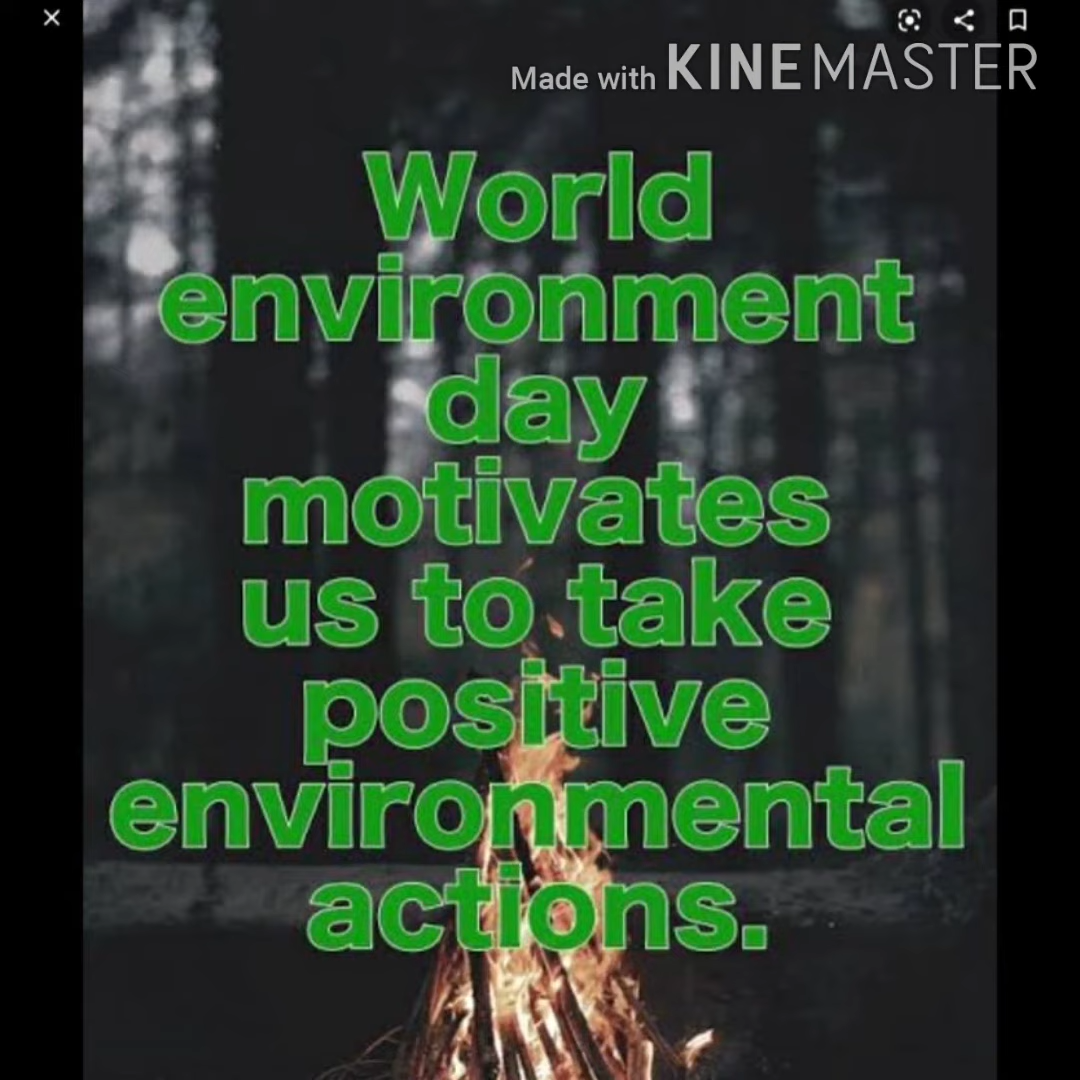 Made with KINEMASTER
World
environment
day
motivates
us to take
positive
environmental
actions.